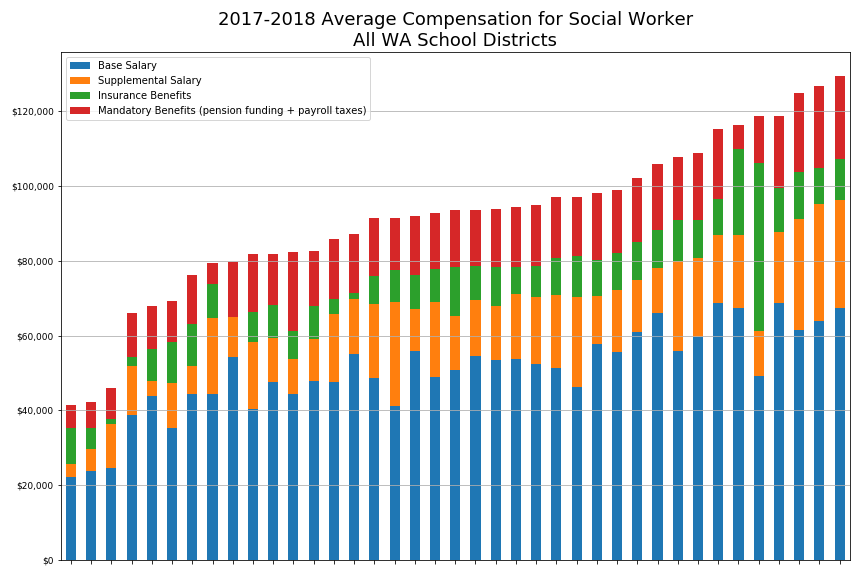 2017-2018 Average Compensation for Social Worker
All WA School Districts
Base Salary
Supplemental Salary
Insurance Benefits
Mandatory Benefits (pension funding + payroll taxes)
$120,000
$100,000
$80,000
$60,000
$40,000
$20,000
$0